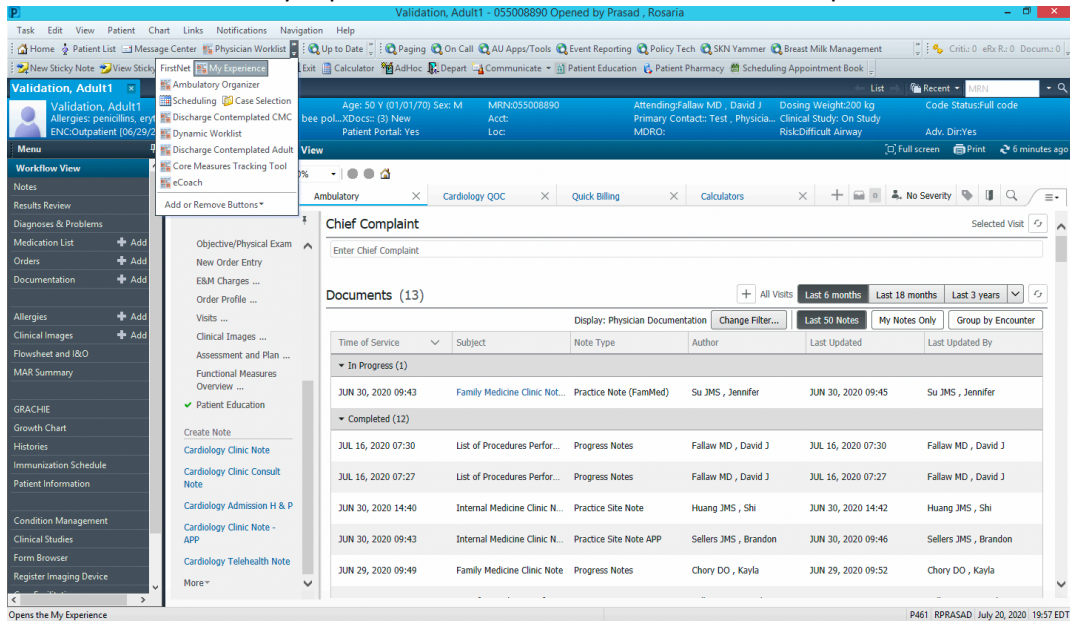 Validation, Adult1 - 055008890 Opened by Prasad , Rosaria
Task Edit View Patient Chart Links Notifications Navigation Help
Home Patient List Message Center Physician Worklist Up to Date Paging On Call AU Apps/Tools Event Reporting Policy Tech SKN Yammer Breast Milk Management Criti.: 0 eRx R.: 0 Docum.: 0
New Sticky Note View Sticky Exit Calculator AdHoc Depart Communicate Patient Education Patient Pharmacy Scheduling Appointment Book
FirstNet My Experience
Ambulatory Organizer
Scheduling Case Selection
Discharge Contemplated CMC
Dynamic Worklist
Discharge Contemplated Adult
Core Measures Tracking Tool
eCoach
Add or Remove Buttons
Validation, Adult1 List Recent MRN
Validation, Adult1 Age: 50 Y (01/01/70) Sex: M MRN:055008890 Attending:Fallaw MD , David J Dosing Weight:200 kg Code Status:Full code
Allergies: penicillins, eryt bee pol...XDocs:: (3) New Acct: Primary Contact:: Test , Physicia... Clinical Study: On Study
ENC:Outpatient [06/29/2 Patient Portal: Yes Loc: MDRO: Risk:Difficult Airway Adv. Dir:Yes
Menu View Full screen Print 6 minutes ago
Workflow View
Notes
Results Review
Diagnoses & Problems
Medication List Add
Orders Add
Documentation Add
Allergies Add
Clinical Images Add
Flowsheet and I&O
MAR Summary
GRACHIE
Growth Chart
Histories
Immunization Schedule
Patient Information
Condition Management
Clinical Studies
Form Browser
Register Imaging Device
%
Ambulatory Cardiology QOC Quick Billing Calculators 0 No Severity
Objective/Physical Exam
New Order Entry
E&M Charges ...
Order Profile ...
Visits ...
Clinical Images ...
Assessment and Plan ...
Functional Measures
Overview ...
Patient Education
Create Note
Cardiology Clinic Note
Cardiology Clinic Consult
Note
Cardiology Admission H & P
Cardiology Clinic Note -
APP
Cardiology Telehealth Note
More
Chief Complaint Selected Visit
Enter Chief Complaint
Documents (13) All Visits Last 6 months Last 18 months Last 3 years
Display: Physician Documentation Change Filter... Last 50 Notes My Notes Only Group by Encounter
Time of Service Subject Note Type Author Last Updated Last Updated By
In Progress (1)
JUN 30, 2020 09:43 Family Medicine Clinic Not... Practice Note (FamMed) Su JMS , Jennifer JUN 30, 2020 09:45 Su JMS , Jennifer
Completed (12)
JUL 16, 2020 07:30 List of Procedures Perfor... Progress Notes Fallaw MD , David J JUL 16, 2020 07:30 Fallaw MD , David J
JUL 16, 2020 07:27 List of Procedures Perfor... Progress Notes Fallaw MD , David J JUL 16, 2020 07:27 Fallaw MD , David J
JUN 30, 2020 14:40 Internal Medicine Clinic N... Practice Site Note Huang JMS , Shi JUN 30, 2020 14:42 Huang JMS , Shi
JUN 30, 2020 09:43 Internal Medicine Clinic N... Practice Site Note APP Sellers JMS , Brandon JUN 30, 2020 09:46 Sellers JMS , Brandon
JUN 29, 2020 09:49 Family Medicine Clinic Note Progress Notes Chory DO , Kayla JUN 29, 2020 09:52 Chory DO , Kayla
Opens the My Experience P461 RPRASAD July 20, 2020 19:57 EDT